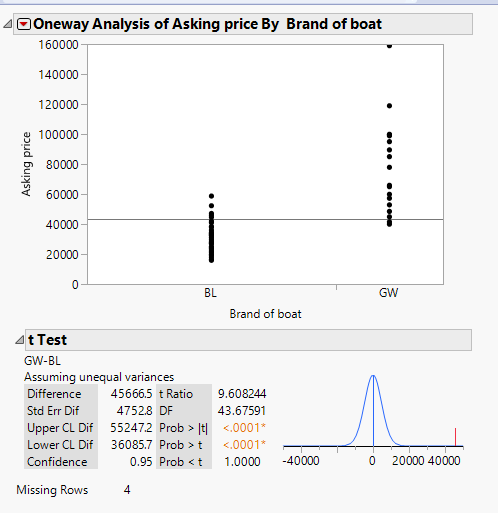 Oneway Analysis of Asking price By Brand of boat
160000
140000
120000
100000
80000
60000
40000
20000
0
Asking price
BL GW
Brand of boat
t Test
GW-BL
Assuming unequal variances
Difference 45666.5 t Ratio 9.608244
Std Err Dif 4752.8 DF 43.67591
Upper CL Dif 55247.2 Prob > |t| <.0001*
Lower CL Dif 36085.7 Prob > t <.0001*
Confidence 0.95 Prob < t 1.0000
-40000 0 20000 40000
Missing Rows 4